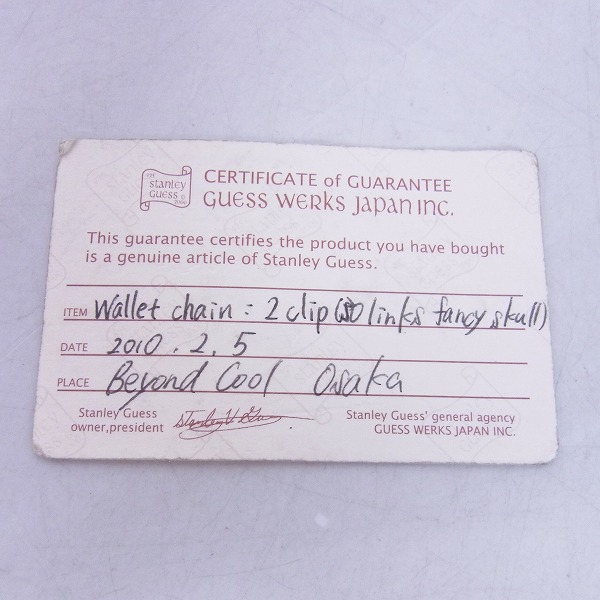 STANLEY
GUESS
CERTIFICATE of GUARANTEE
GUESS WERKS JAPAN INC.
This guarantee certifies the product you have bought
is a genuine article of Stanley Guess.
ITEM Wallet chain : 2 clip (50 links fancy skull)
DATE 2010 . 2. 5
PLACE Beyond Cool Osaka
Stanley Guess
owner,president
Stanley Guess' general agency
GUESS WERKS JAPAN INC.